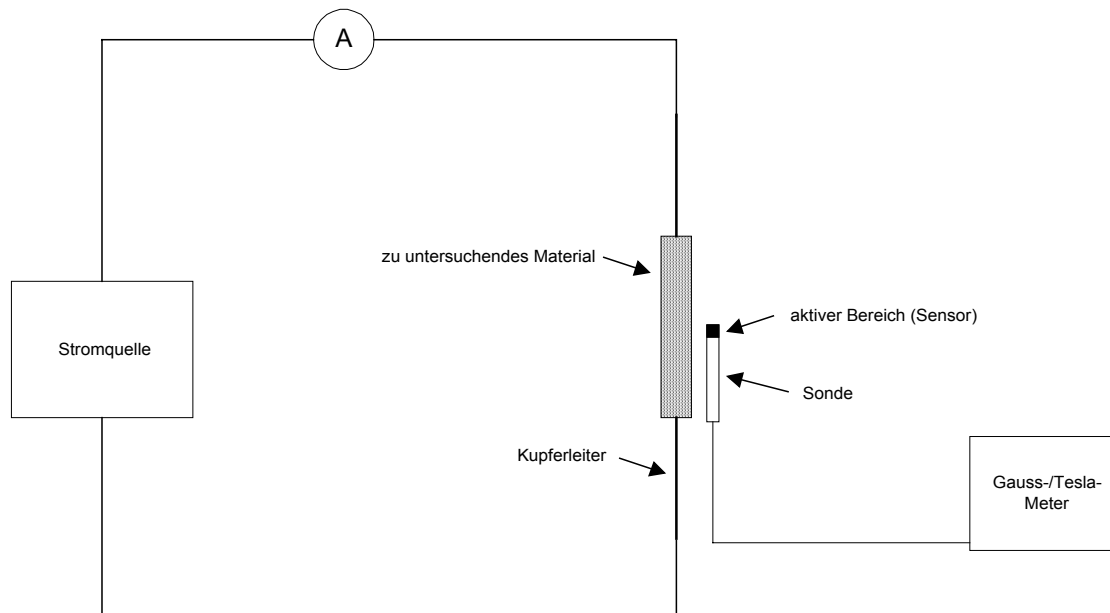 A
zu untersuchendes Material
aktiver Bereich (Sensor)
Stromquelle
Sonde
Kupferleiter
Gauss-/Tesla-
Meter